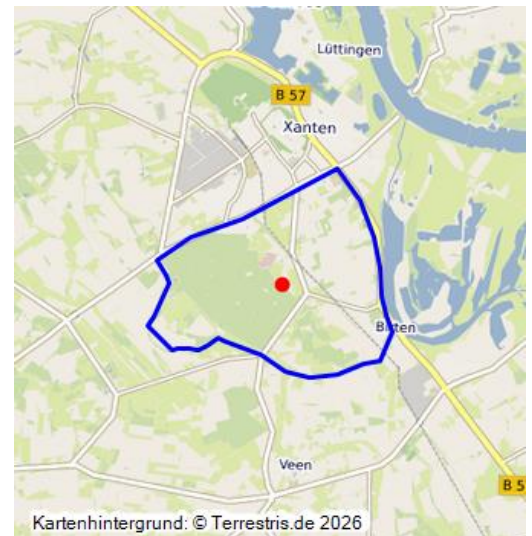 Lüttingen
B 57
Xanten
Birten
Veen
B 5
Kartenhintergrund: © Terrestris.de 2026